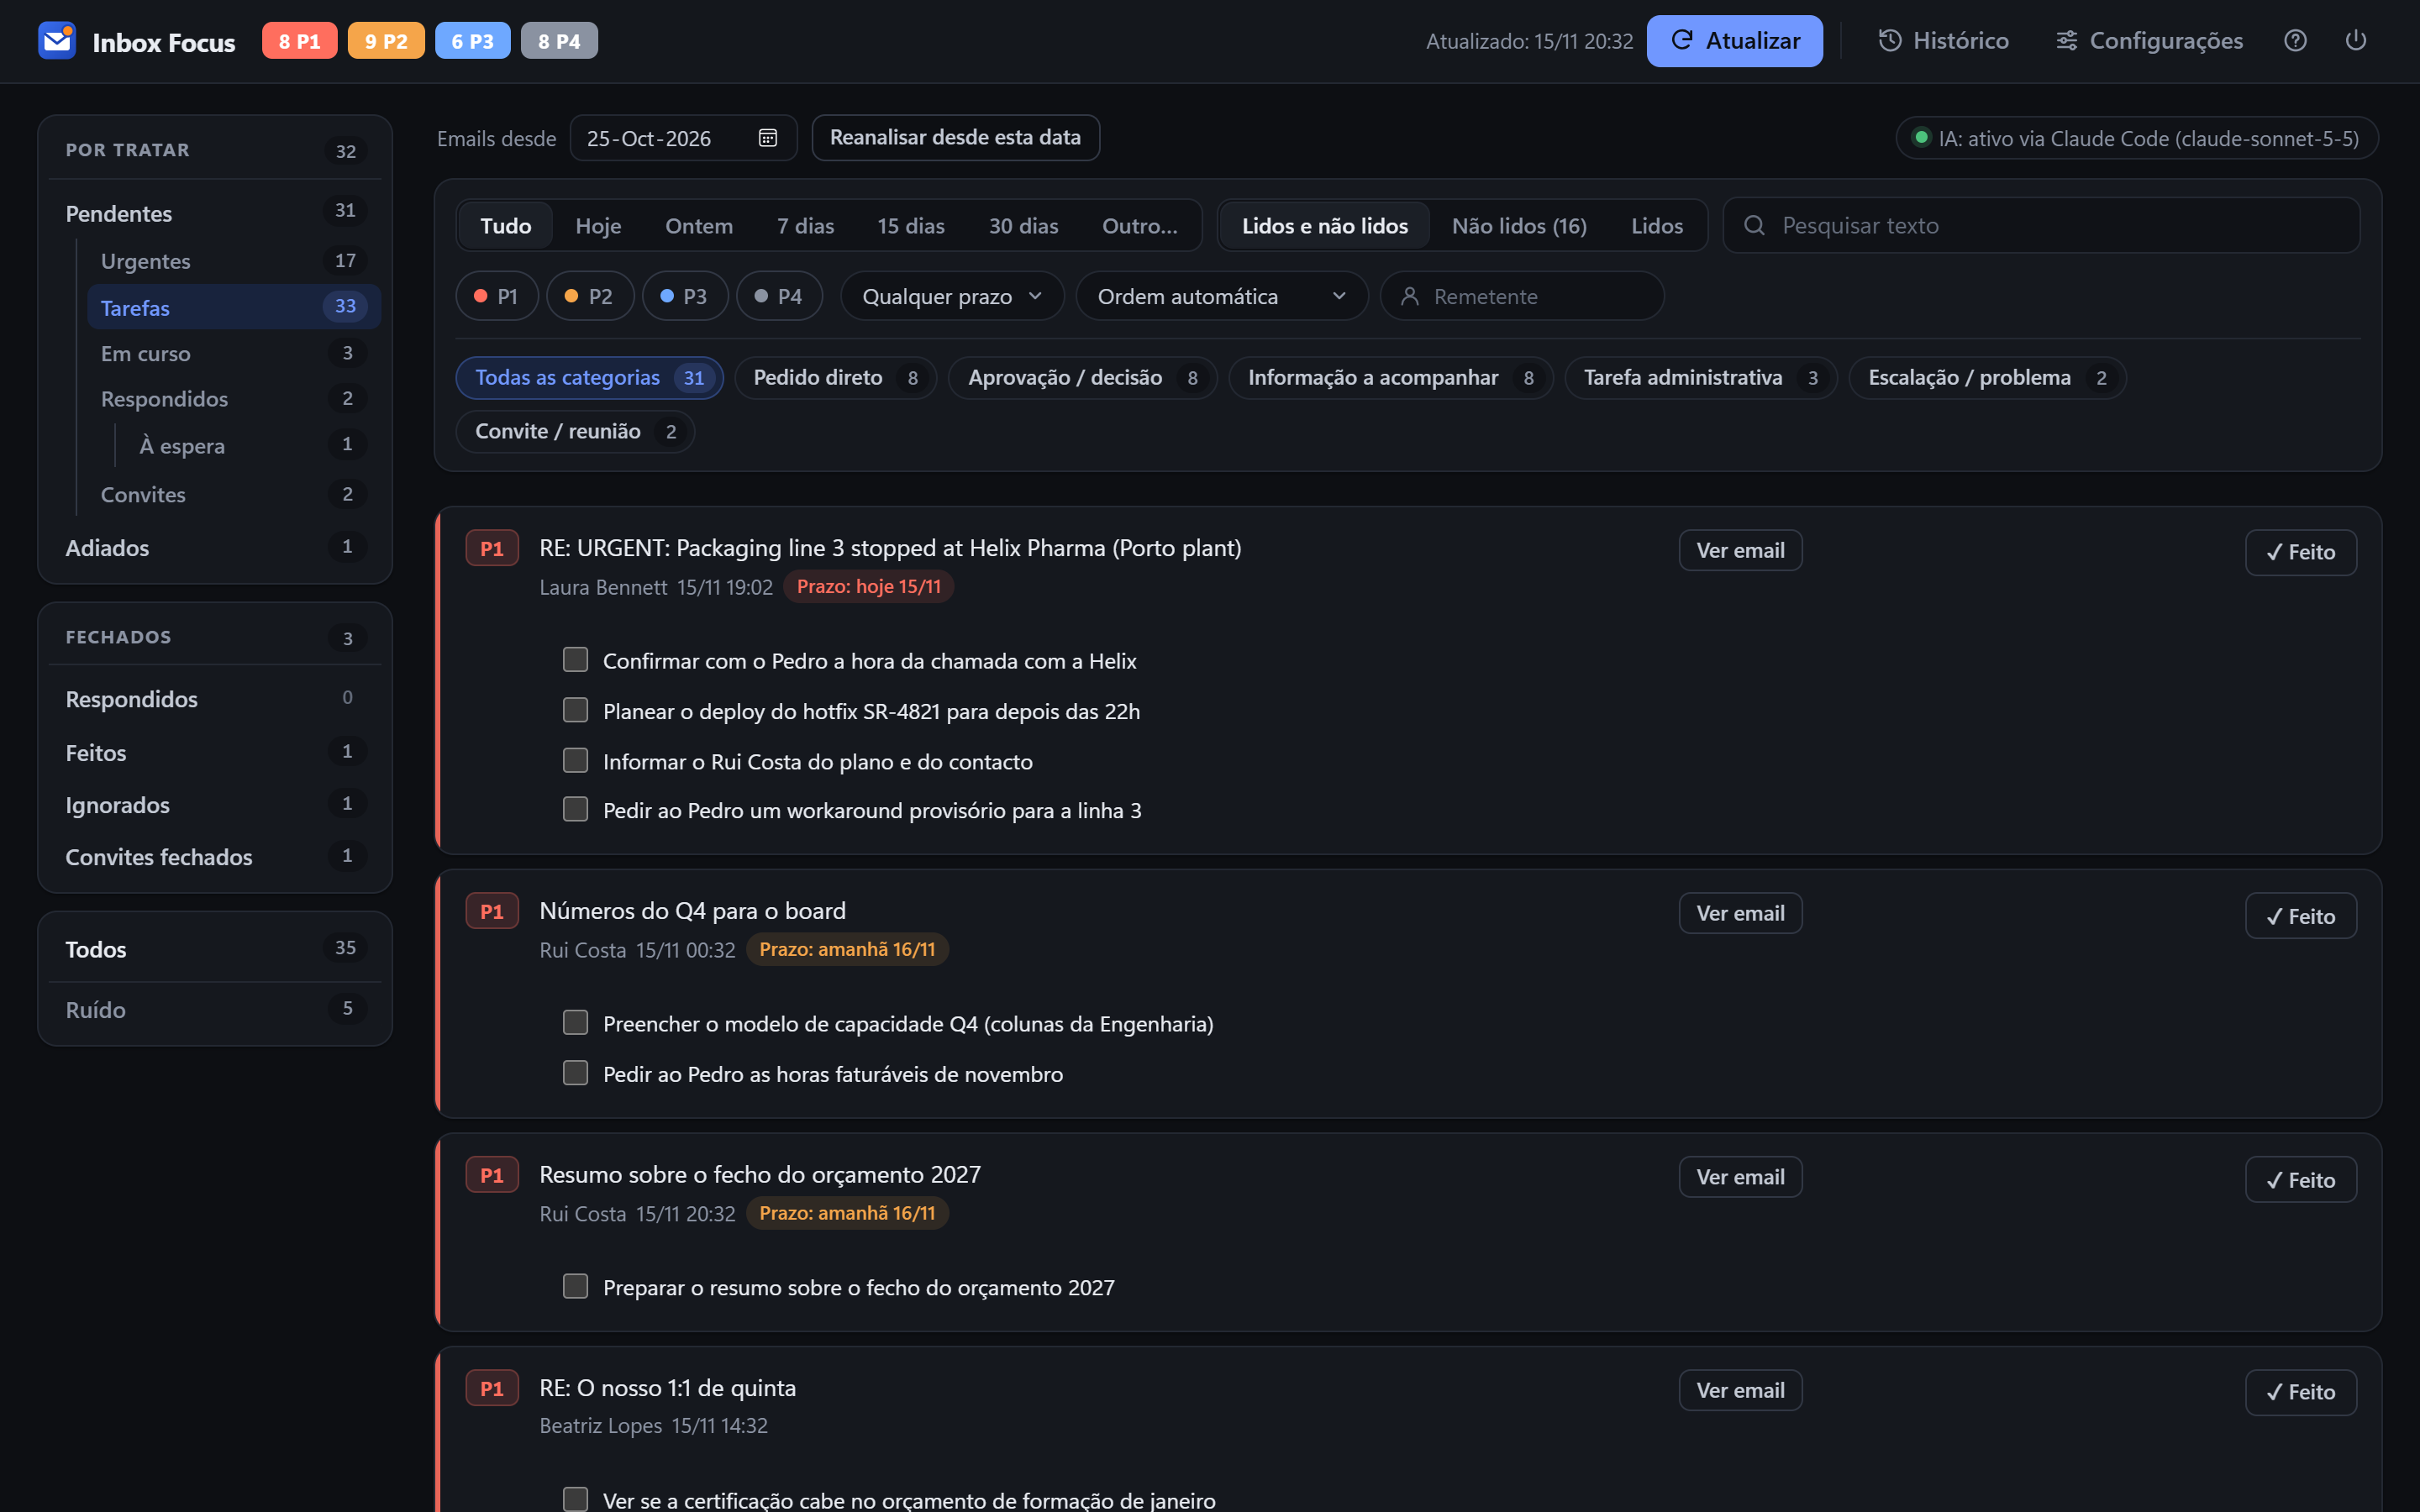 Inbox Focus 8 P1 9 P2 6 P3 8 P4 Atualizado: 15/11 20:32 Atualizar Histórico Configurações
POR TRATAR 32
Pendentes 31
Urgentes 17
Tarefas 33
Em curso 3
Respondidos 2
À espera 1
Convites 2
Adiados 1
FECHADOS 3
Respondidos 0
Feitos 1
Ignorados 1
Convites fechados 1
Todos 35
Ruído 5
Emails desde 25-Oct-2026 Reanalisar desde esta data IA: ativo via Claude Code (claude-sonnet-5-5)
Tudo Hoje Ontem 7 dias 15 dias 30 dias Outro... Lidos e não lidos Não lidos (16) Lidos Pesquisar texto
P1 P2 P3 P4 Qualquer prazo Ordem automática Remetente
Todas as categorias 31 Pedido direto 8 Aprovação / decisão 8 Informação a acompanhar 8 Tarefa administrativa 3 Escalação / problema 2
Convite / reunião 2
P1 RE: URGENT: Packaging line 3 stopped at Helix Pharma (Porto plant) Ver email ✓ Feito
Laura Bennett 15/11 19:02 Prazo: hoje 15/11
Confirmar com o Pedro a hora da chamada com a Helix
Planear o deploy do hotfix SR-4821 para depois das 22h
Informar o Rui Costa do plano e do contacto
Pedir ao Pedro um workaround provisório para a linha 3
P1 Números do Q4 para o board Ver email ✓ Feito
Rui Costa 15/11 00:32 Prazo: amanhã 16/11
Preencher o modelo de capacidade Q4 (colunas da Engenharia)
Pedir ao Pedro as horas faturáveis de novembro
P1 Resumo sobre o fecho do orçamento 2027 Ver email ✓ Feito
Rui Costa 15/11 20:32 Prazo: amanhã 16/11
Preparar o resumo sobre o fecho do orçamento 2027
P1 RE: O nosso 1:1 de quinta Ver email ✓ Feito
Beatriz Lopes 15/11 14:32
Ver se a certificação cabe no orçamento de formação de janeiro